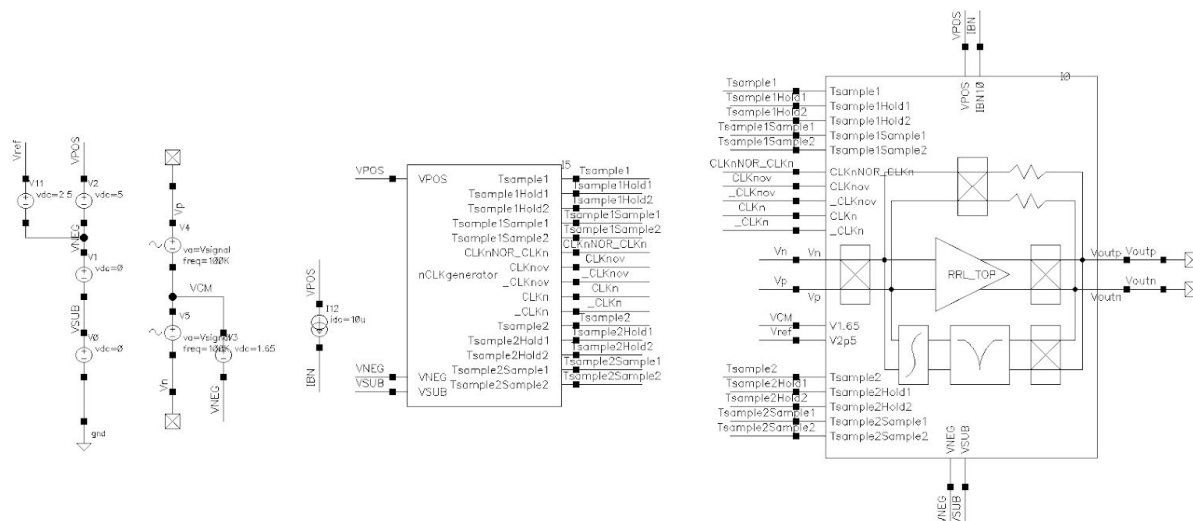 Vref
VPOS
V11
vdc=2.5
V2
vdc=5
VNEG
V1
vdc=0
VSUB
V0
vdc=0
gnd
Vp
V4
va=Vsignal
freq=100K
VCM
V5
va=Vsignal
freq=100K
V3
vdc=1.65
Vn
VNEG
VPOS
I12
idc=10u
IBN
I5
VPOS
VPOS
Tsample1
Tsample1
Tsample1Hold1
Tsample1Hold1
Tsample1Hold2
Tsample1Hold2
Tsample1Sample1
Tsample1Sample1
Tsample1Sample2
Tsample1Sample2
CLKnNOR_CLKn
CLKnNOR_CLKn
CLKnov
CLKnov
nCLKgenerator
_CLKnov
_CLKnov
CLKn
CLKn
_CLKn
_CLKn
Tsample2
Tsample2
Tsample2Hold1
Tsample2Hold1
Tsample2Hold2
Tsample2Hold2
Tsample2Sample1
Tsample2Sample1
Tsample2Sample2
Tsample2Sample2
VNEG
VNEG
VSUB
VSUB
VPOS
IBN
I0
VPOS
IBN10
Tsample1
Tsample1
Tsample1Hold1
Tsample1Hold1
Tsample1Hold2
Tsample1Hold2
Tsample1Sample1
Tsample1Sample1
Tsample1Sample2
Tsample1Sample2
CLKnNOR_CLKn
CLKnNOR_CLKn
CLKnov
CLKnov
_CLKnov
_CLKnov
CLKn
CLKn
_CLKn
_CLKn
Vn
Vn
RRL_TOP
Voutp
Voutp
Vp
Vp
Voutn
Voutn
VCM
V1.65
Vref
V2p5
Tsample2
Tsample2
Tsample2Hold1
Tsample2Hold1
Tsample2Hold2
Tsample2Hold2
Tsample2Sample1
Tsample2Sample1
Tsample2Sample2
Tsample2Sample2
VNEG
VSUB
VNEG
VSUB